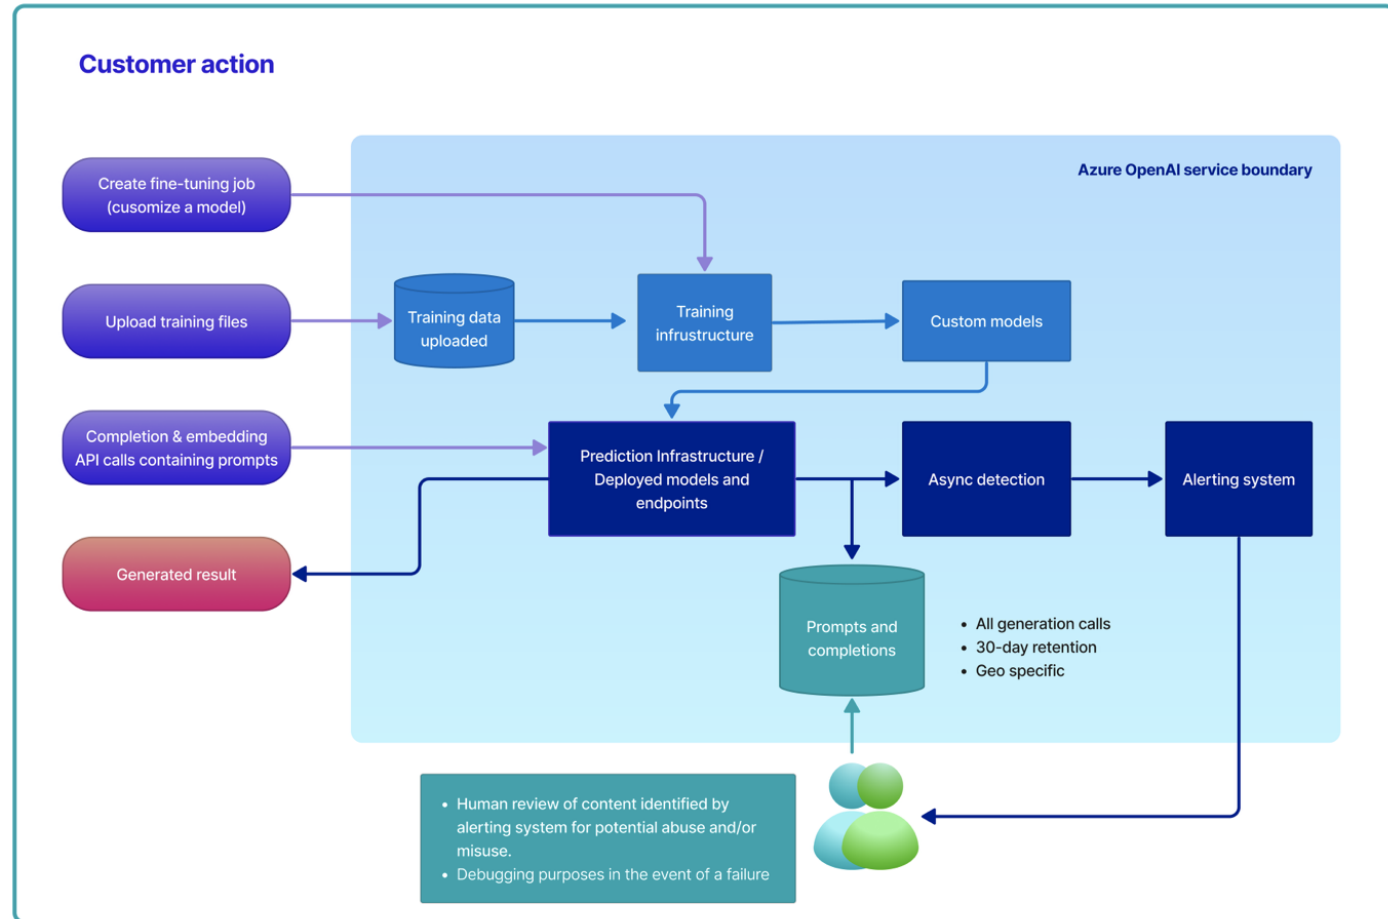 Customer action
Azure OpenAI service boundary
Create fine-tuning job
(cusomize a model)
Upload training files
Training data
uploaded
Training
infrustructure
Custom models
Completion & embedding
API calls containing prompts
Prediction Infrastructure /
Deployed models and
endpoints
Async detection
Alerting system
Generated result
Prompts and
completions
• All generation calls
• 30-day retention
• Geo specific
• Human review of content identified by
alerting system for potential abuse and/or
misuse.
• Debugging purposes in the event of a failure